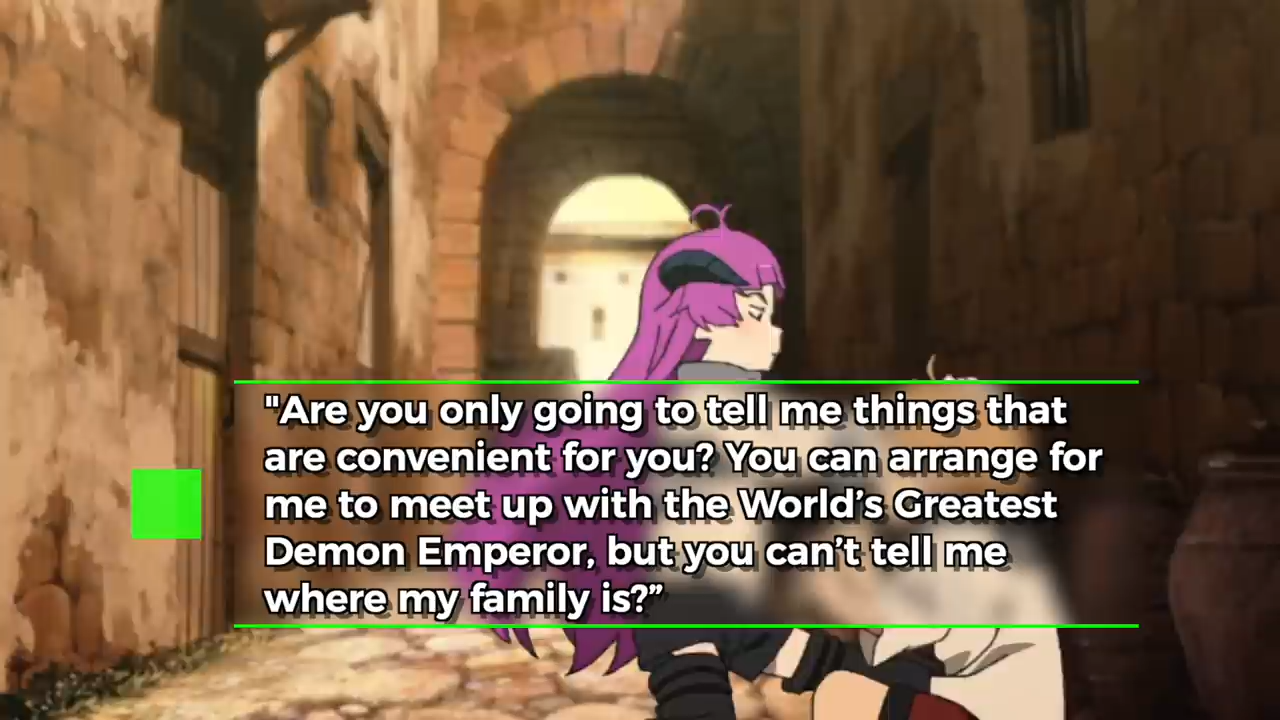 "Are you only going to tell me things that
are convenient for you? You can arrange for
me to meet up with the World’s Greatest
Demon Emperor, but you can’t tell me
where my family is?”